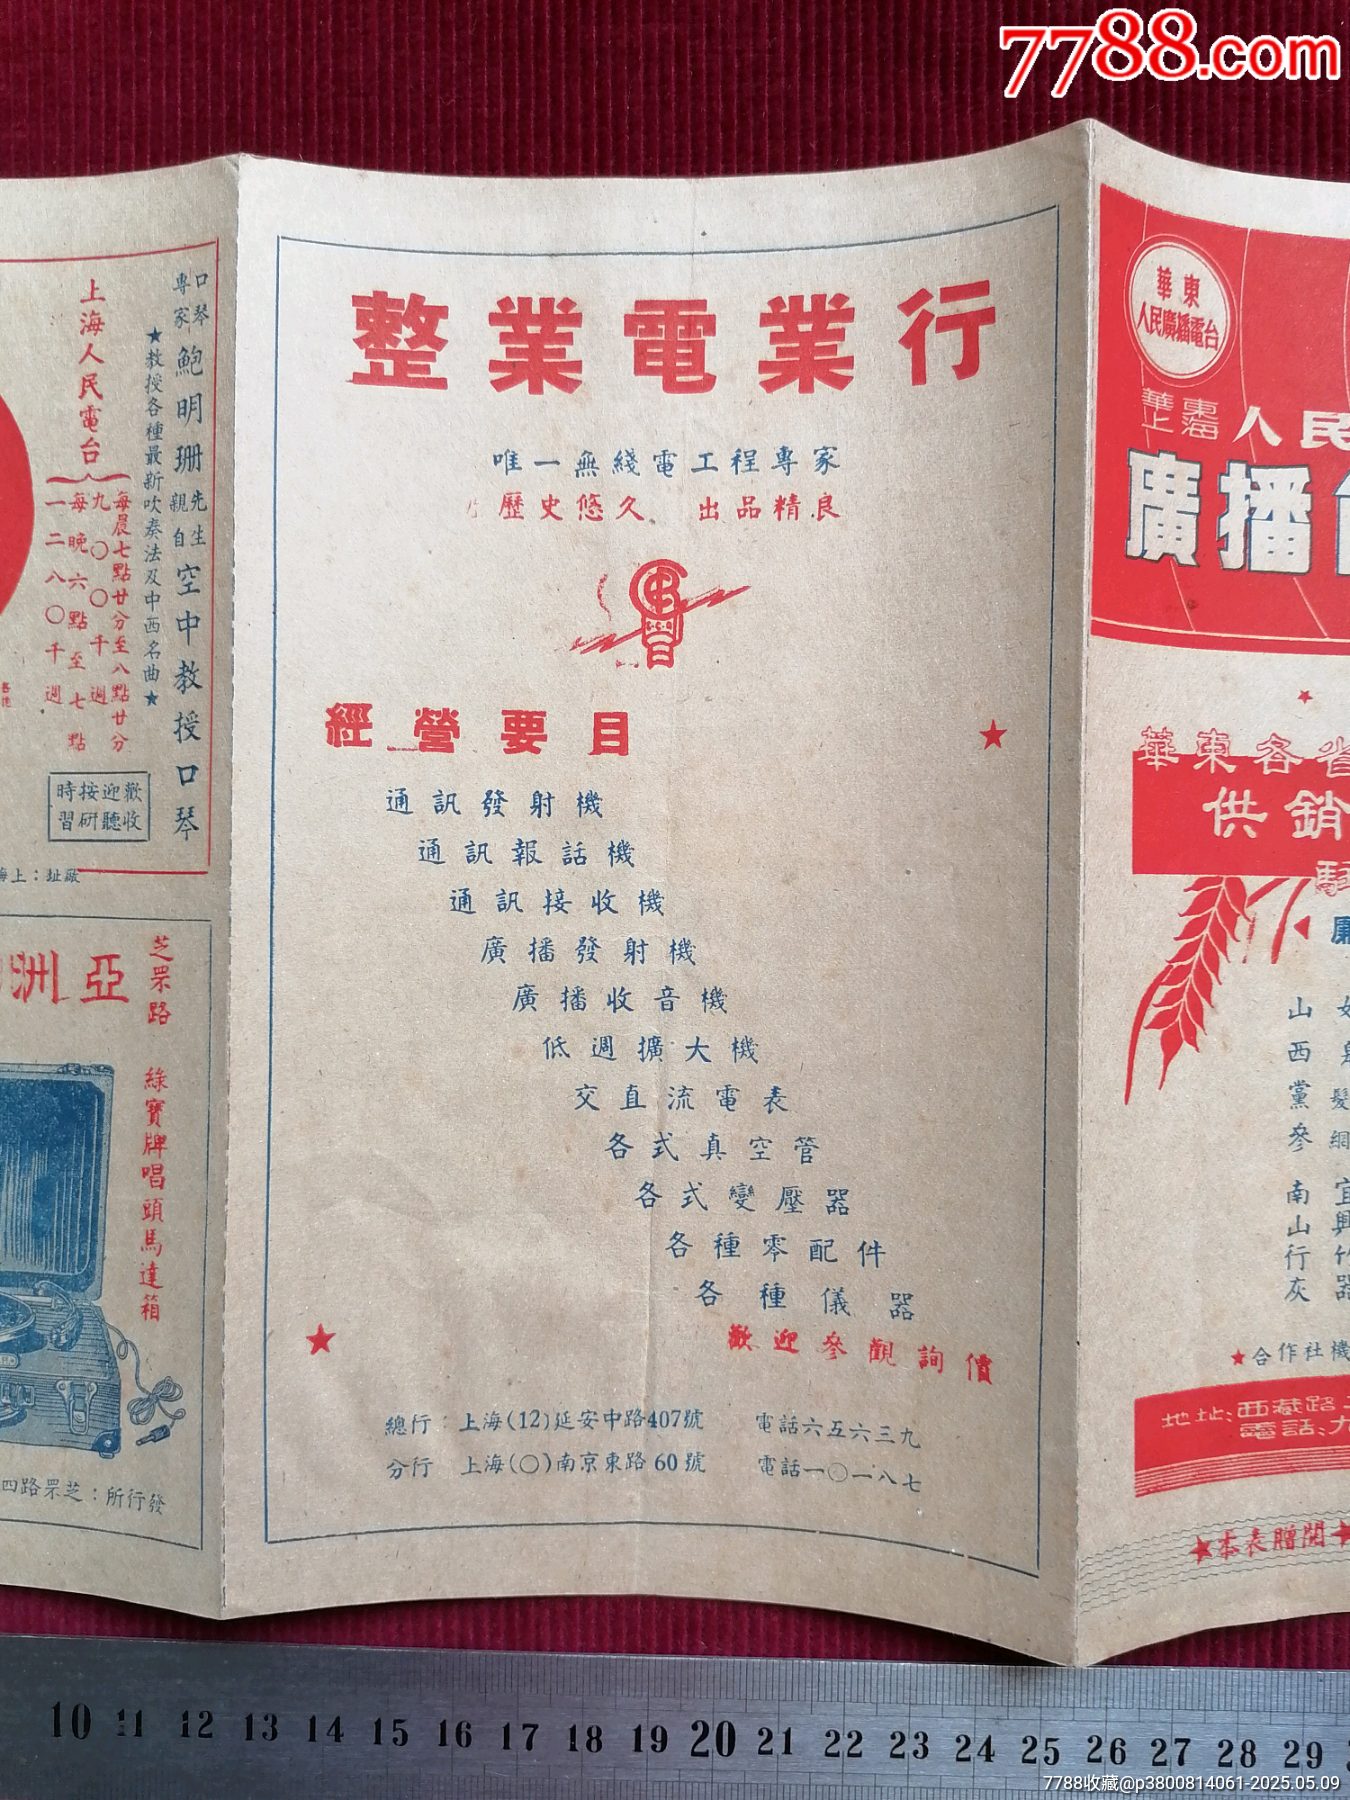 7788.com
口琴專家 鮑明珊 先生親自 空中教授口琴
★教授各種最新吹奏法及中西名曲★
上海人民電台
每晨七點廿分至八點廿分
九〇〇千週
每晚六點至七點
一二八〇千週
歡迎按時
收聽研習
廠址：上海
亞洲
芝罘路
綠寶牌唱頭馬達箱
發行所：芝罘路四
整業電業行
唯一無綫電工程專家
歷史悠久 出品精良
經營要目
通訊發射機
通訊報話機
通訊接收機
廣播發射機
廣播收音機
低週擴大機
交直流電表
各式真空管
各式變壓器
各種零配件
各種儀器
歡迎參觀詢價
總行：上海(12)延安中路407號 電話六五六三九
分行 上海(〇)南京東路60號 電話一〇一八七
華東
人民廣播電台
華東
上海 人民
廣播
華東各省
供銷
山西黨參
髮網
南山行灰
宜興竹器
★合作社機
地址:西藏路
電話:九
★本表贈閱★
10 11 12 13 14 15 16 17 18 19 20 21 22 23 24 25 26 27 28 29
7788收藏@p3800814061-2025.05.09